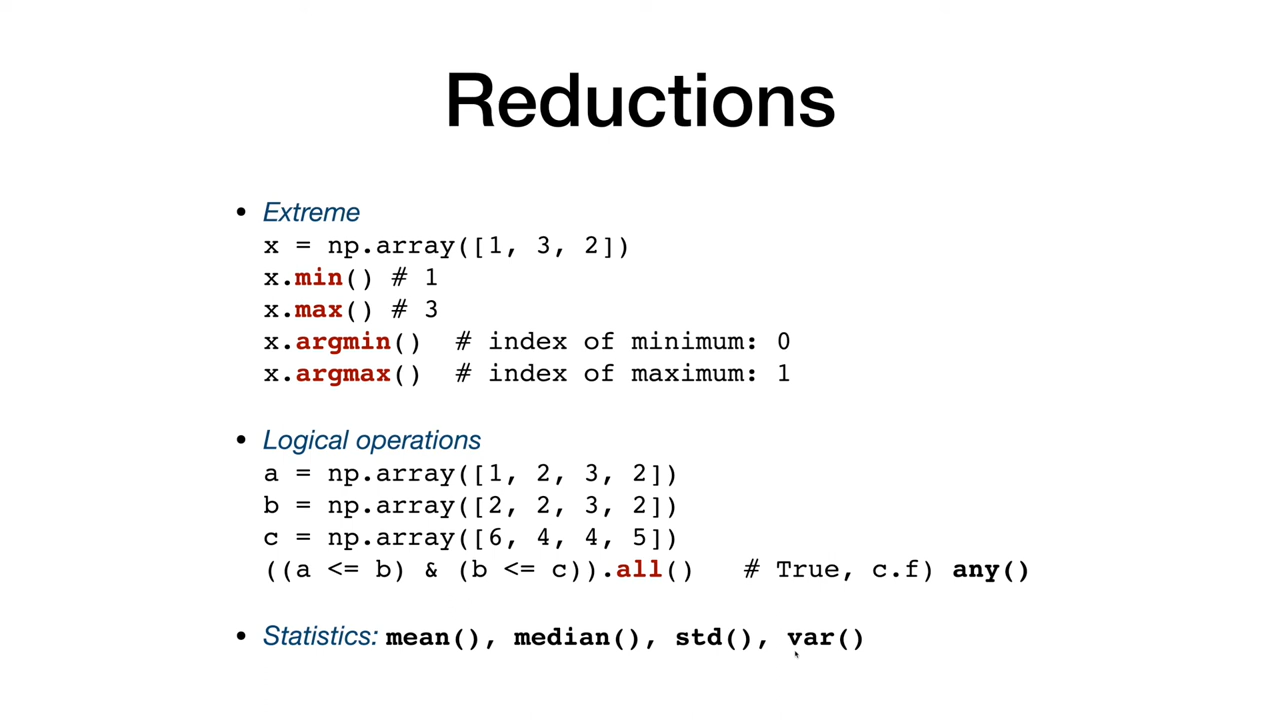 Reductions
• Extreme
x = np.array([1, 3, 2])
x.min() # 1
x.max() # 3
x.argmin()  # index of minimum: 0
x.argmax()  # index of maximum: 1
• Logical operations
a = np.array([1, 2, 3, 2])
b = np.array([2, 2, 3, 2])
c = np.array([6, 4, 4, 5])
((a <= b) & (b <= c)).all()   # True, c.f) any()
• Statistics: mean(), median(), std(), var()